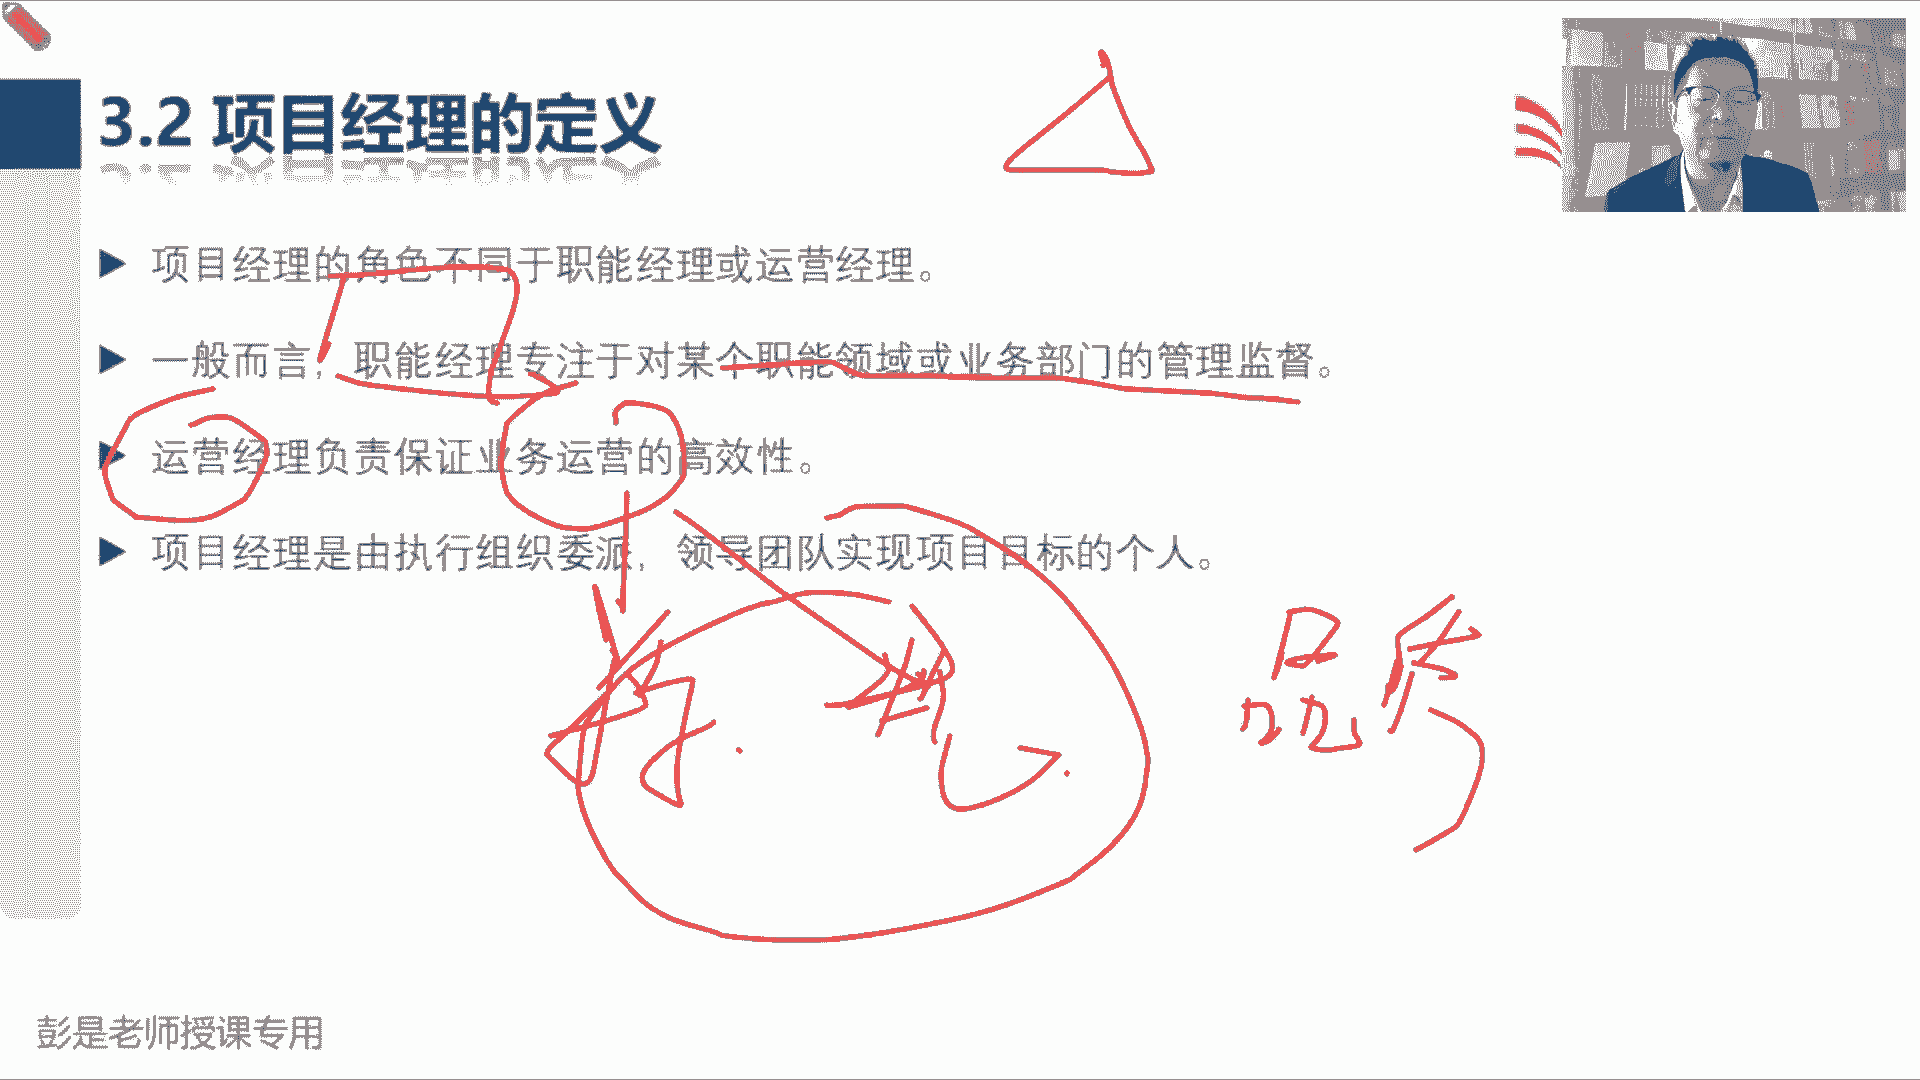 3.2 项目经理的定义
项目经理的角色不同于职能经理或运营经理。
一般而言，职能经理专注于对某个职能领域或业务部门的管理监督。
运营经理负责保证业务运营的高效性。
项目经理是由执行组织委派，领导团队实现项目目标的个人。
品质
彭是老师授课专用